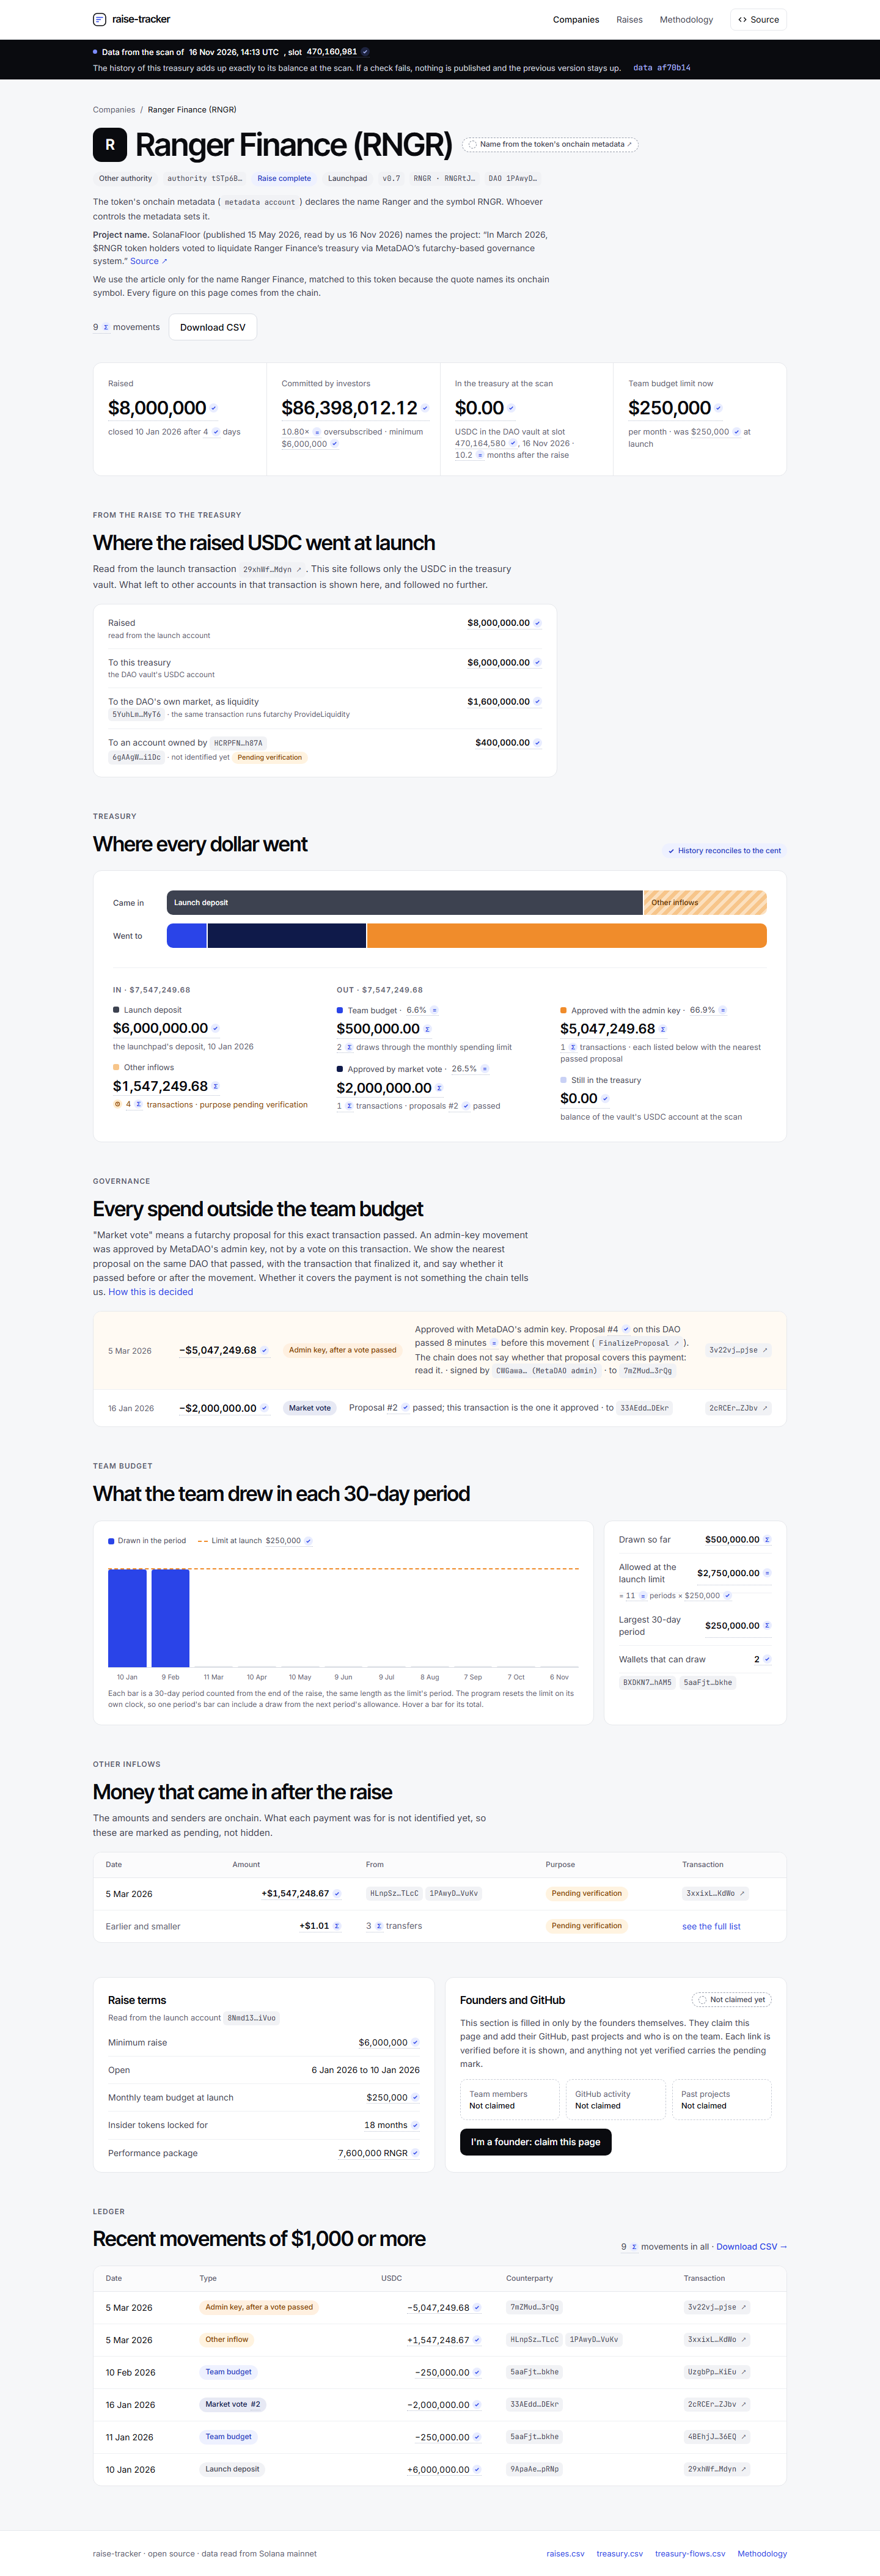 raise-tracker
Companies Raises Methodology Source
Data from the scan of 16 Nov 2026, 14:13 UTC , slot 470,160,981
The history of this treasury adds up exactly to its balance at the scan. If a check fails, nothing is published and the previous version stays up. data af70b14
Companies / Ranger Finance (RNGR)
R Ranger Finance (RNGR) Name from the token's onchain metadata ↗
Other authority authority tSTp6B… Raise complete Launchpad v0.7 RNGR · RNGRtJ… DAO 1PAwyD…
The token's onchain metadata ( metadata account ) declares the name Ranger and the symbol RNGR. Whoever
controls the metadata sets it.
Project name. SolanaFloor (published 15 May 2026, read by us 16 Nov 2026) names the project: “In March 2026,
$RNGR token holders voted to liquidate Ranger Finance’s treasury via MetaDAO’s futarchy-based governance
system.” Source ↗
We use the article only for the name Ranger Finance, matched to this token because the quote names its onchain
symbol. Every figure on this page comes from the chain.
9 Σ movements Download CSV
Raised
$8,000,000
closed 10 Jan 2026 after 4 days
Committed by investors
$86,398,012.12
10.80× = oversubscribed · minimum
$6,000,000
In the treasury at the scan
$0.00
USDC in the DAO vault at slot
470,164,580 , 16 Nov 2026 ·
10.2 = months after the raise
Team budget limit now
$250,000
per month · was $250,000 at
launch
FROM THE RAISE TO THE TREASURY
Where the raised USDC went at launch
Read from the launch transaction 29xhWf…Mdyn ↗ . This site follows only the USDC in the treasury
vault. What left to other accounts in that transaction is shown here, and followed no further.
Raised $8,000,000.00
read from the launch account
To this treasury $6,000,000.00
the DAO vault's USDC account
To the DAO's own market, as liquidity $1,600,000.00
5YuhLm…MyT6 · the same transaction runs futarchy ProvideLiquidity
To an account owned by HCRPFN…h87A $400,000.00
6gAAgW…i1Dc · not identified yet Pending verification
TREASURY
Where every dollar went
History reconciles to the cent
Came in Launch deposit Other inflows
Went to
IN · $7,547,249.68
Launch deposit
$6,000,000.00
the launchpad's deposit, 10 Jan 2026
Other inflows
$1,547,249.68 Σ
4 Σ transactions · purpose pending verification
OUT · $7,547,249.68
Team budget · 6.6% =
$500,000.00 Σ
2 Σ draws through the monthly spending limit
Approved by market vote · 26.5% =
$2,000,000.00 Σ
1 Σ transactions · proposals #2 passed
Approved with the admin key · 66.9% =
$5,047,249.68 Σ
1 Σ transactions · each listed below with the nearest
passed proposal
Still in the treasury
$0.00
balance of the vault's USDC account at the scan
GOVERNANCE
Every spend outside the team budget
"Market vote" means a futarchy proposal for this exact transaction passed. An admin-key movement
was approved by MetaDAO's admin key, not by a vote on this transaction. We show the nearest
proposal on the same DAO that passed, with the transaction that finalized it, and say whether it
passed before or after the movement. Whether it covers the payment is not something the chain tells
us. How this is decided
5 Mar 2026 −$5,047,249.68 Admin key, after a vote passed
Approved with MetaDAO's admin key. Proposal #4 on this DAO
passed 8 minutes = before this movement ( FinalizeProposal ↗ ).
The chain does not say whether that proposal covers this payment:
read it. · signed by CWGawa… (MetaDAO admin) · to 7mZMud…3rQg
3v22vj…pjse ↗
16 Jan 2026 −$2,000,000.00 Market vote Proposal #2 passed; this transaction is the one it approved · to 33AEdd…DEkr 2cRCEr…ZJbv ↗
TEAM BUDGET
What the team drew in each 30-day period
Drawn in the period Limit at launch $250,000
10 Jan 9 Feb 11 Mar 10 Apr 10 May 9 Jun 9 Jul 8 Aug 7 Sep 7 Oct 6 Nov
Each bar is a 30-day period counted from the end of the raise, the same length as the limit's period. The program resets the limit on its
own clock, so one period's bar can include a draw from the next period's allowance. Hover a bar for its total.
Drawn so far $500,000.00 Σ
Allowed at the
launch limit $2,750,000.00 =
= 11 = periods × $250,000
Largest 30-day
period $250,000.00 Σ
Wallets that can draw 2
BXDKN7…hAM5 5aaFjt…bkhe
OTHER INFLOWS
Money that came in after the raise
The amounts and senders are onchain. What each payment was for is not identified yet, so
these are marked as pending, not hidden.
Date Amount From Purpose Transaction
5 Mar 2026 +$1,547,248.67 HLnpSz…TLcC 1PAwyD…VuKv Pending verification 3xxixL…KdWo ↗
Earlier and smaller +$1.01 Σ 3 Σ transfers Pending verification see the full list
Raise terms
Read from the launch account 8Nmd13…iVuo
Minimum raise $6,000,000
Open 6 Jan 2026 to 10 Jan 2026
Monthly team budget at launch $250,000
Insider tokens locked for 18 months
Performance package 7,600,000 RNGR
Founders and GitHub Not claimed yet
This section is filled in only by the founders themselves. They claim this
page and add their GitHub, past projects and who is on the team. Each link is
verified before it is shown, and anything not yet verified carries the pending
mark.
Team members GitHub activity Past projects
Not claimed Not claimed Not claimed
I'm a founder: claim this page
LEDGER
Recent movements of $1,000 or more
9 Σ movements in all · Download CSV →
Date Type USDC Counterparty Transaction
5 Mar 2026 Admin key, after a vote passed −5,047,249.68 7mZMud…3rQg 3v22vj…pjse ↗
5 Mar 2026 Other inflow +1,547,248.67 HLnpSz…TLcC 1PAwyD…VuKv 3xxixL…KdWo ↗
10 Feb 2026 Team budget −250,000.00 5aaFjt…bkhe UzgbPp…KiEu ↗
16 Jan 2026 Market vote #2 −2,000,000.00 33AEdd…DEkr 2cRCEr…ZJbv ↗
11 Jan 2026 Team budget −250,000.00 5aaFjt…bkhe 4BEhjJ…36EQ ↗
10 Jan 2026 Launch deposit +6,000,000.00 9ApaAe…pRNp 29xhWf…Mdyn ↗
raise-tracker · open source · data read from Solana mainnet
raises.csv treasury.csv treasury-flows.csv Methodology